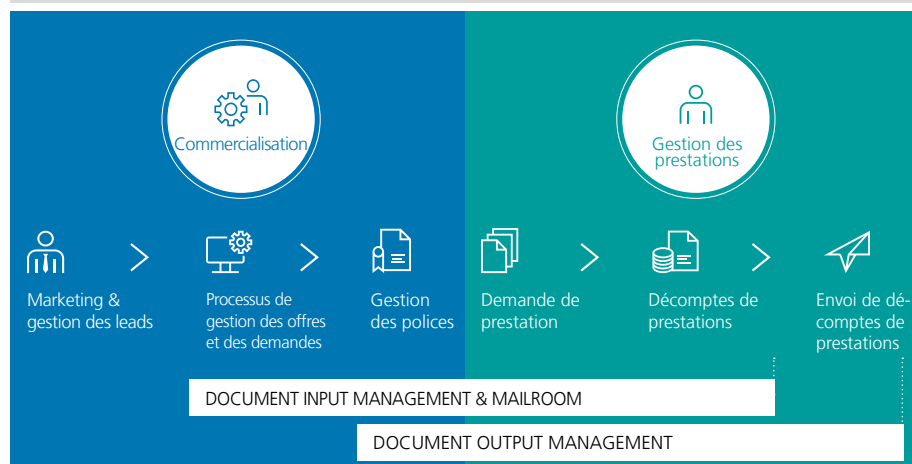 Commercialisation
Gestion des
prestations
Marketing &
gestion des leads
Processus de
gestion des offres
et des demandes
Gestion
des polices
Demande de
prestation
Décomptes de
prestations
Envoi de dé-
comptes de
prestations
DOCUMENT INPUT MANAGEMENT & MAILROOM
DOCUMENT OUTPUT MANAGEMENT